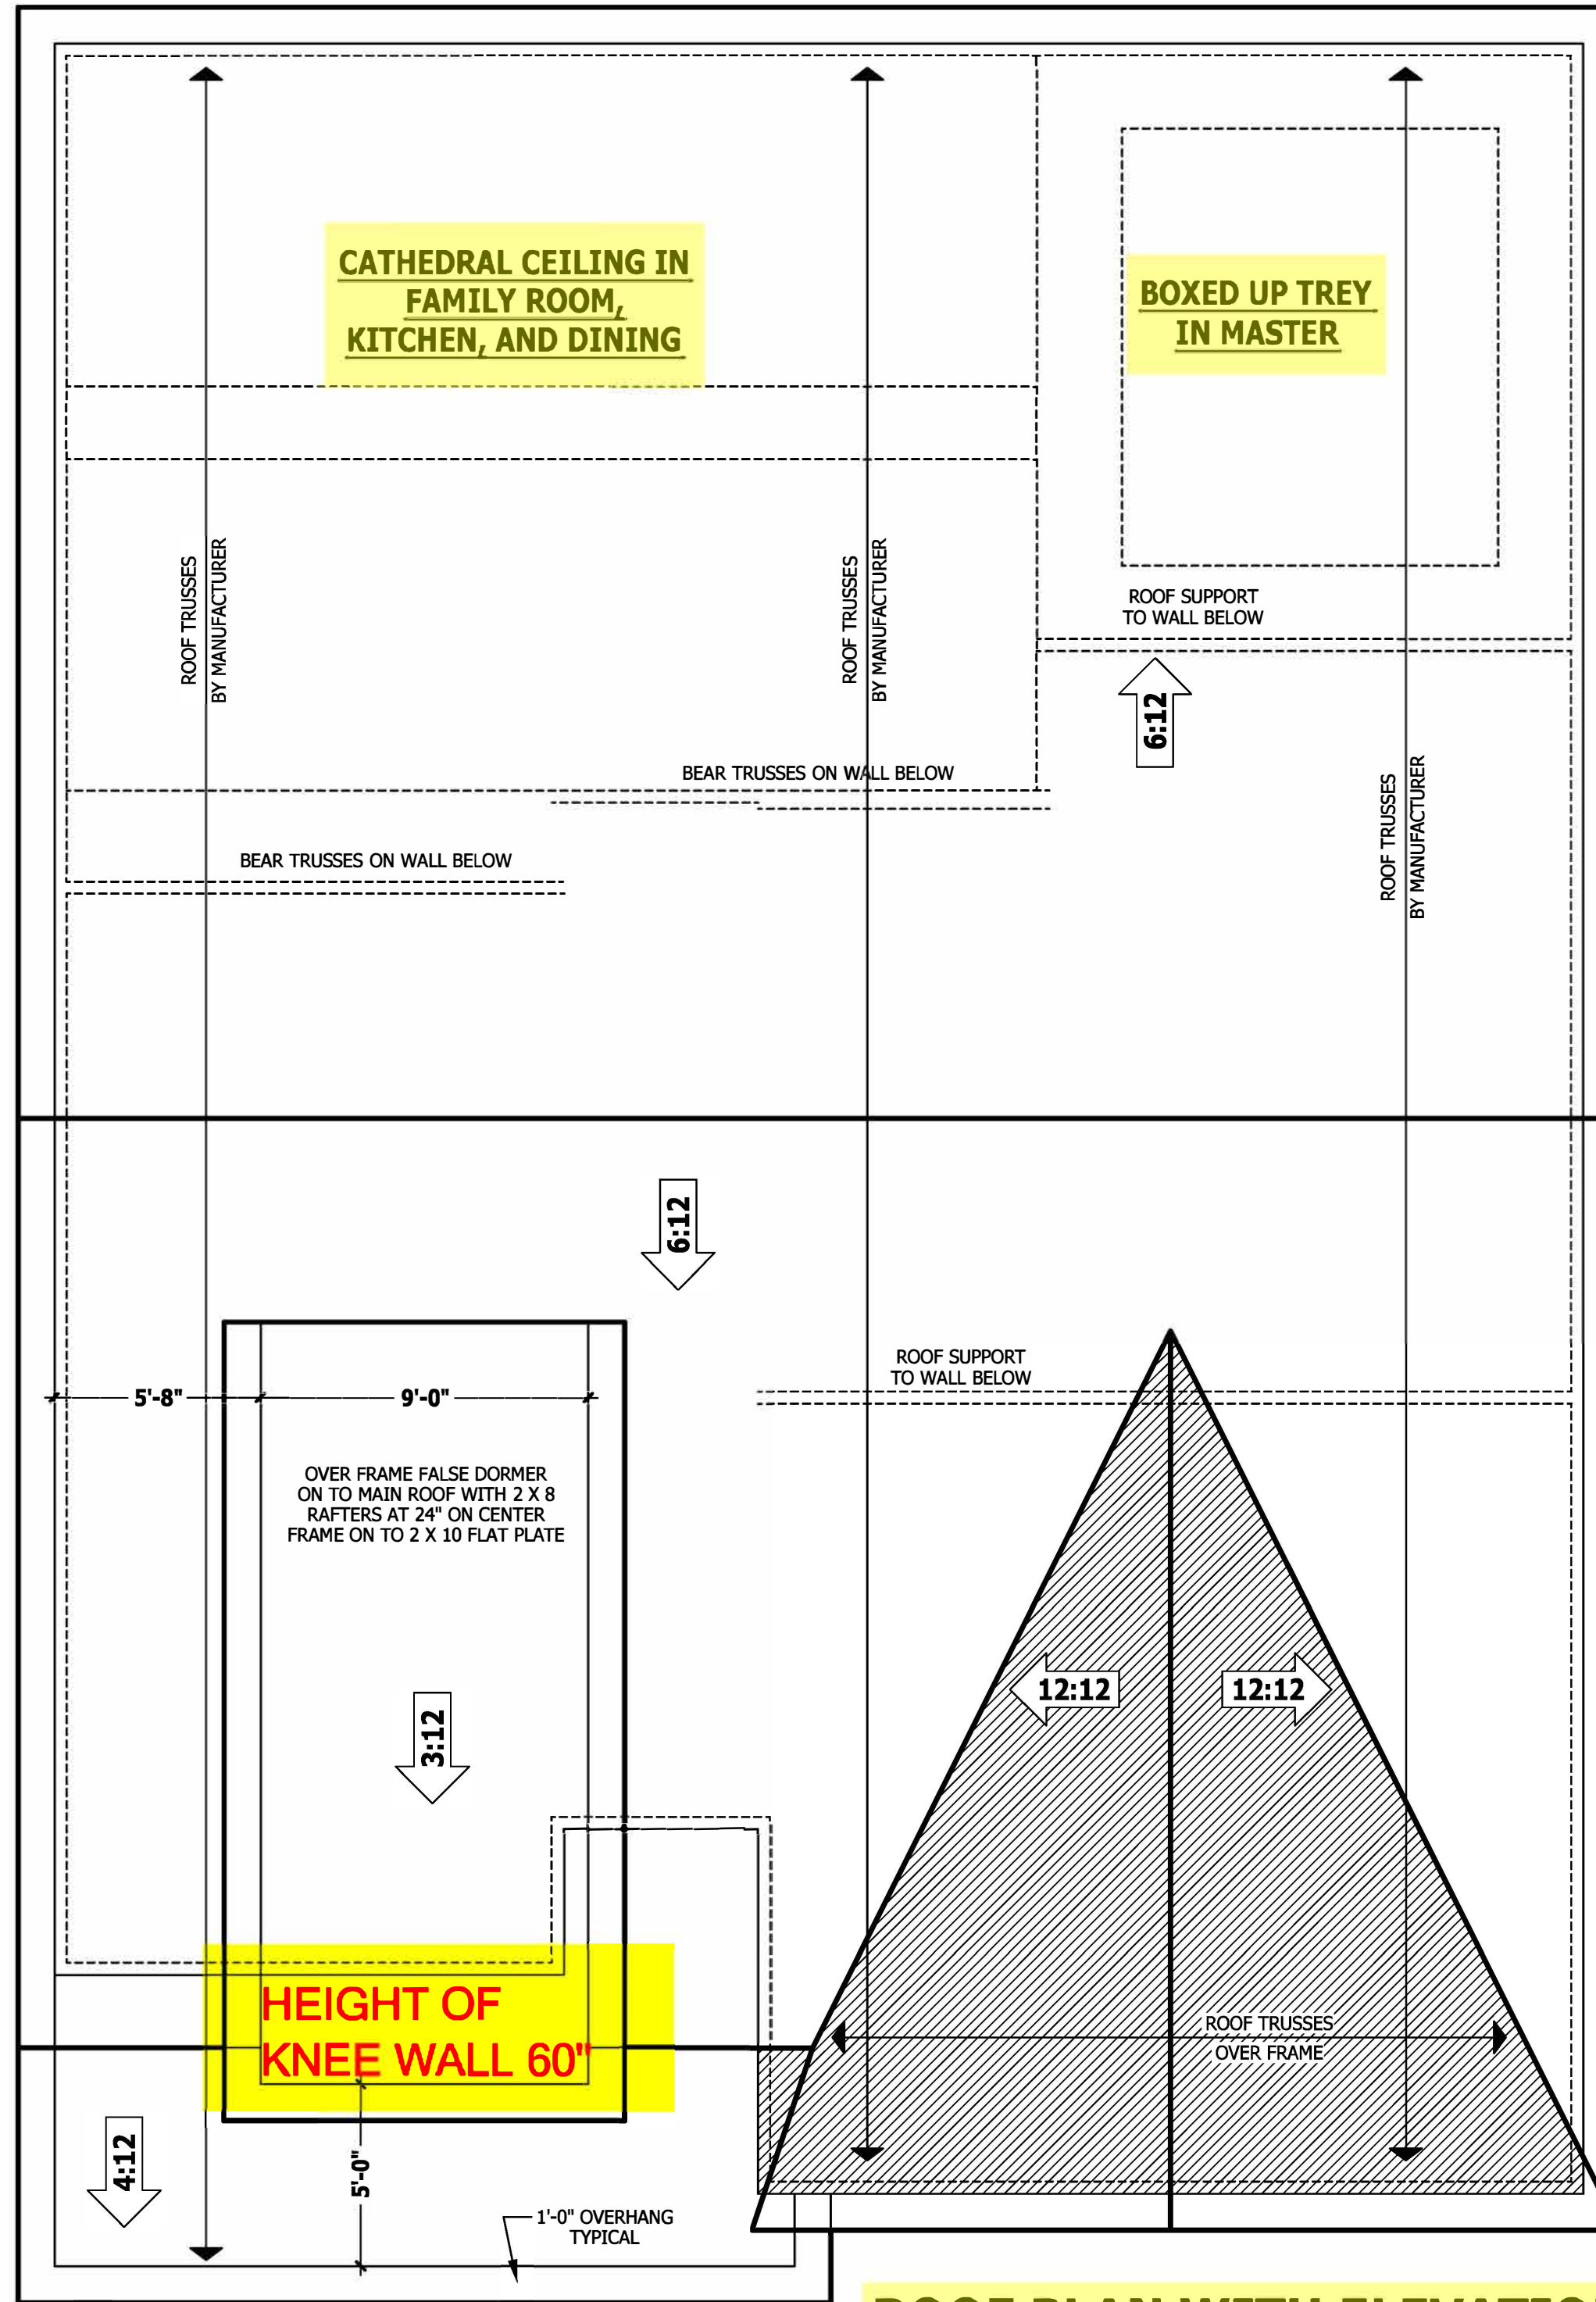 CATHEDRAL CEILING IN
FAMILY ROOM,
KITCHEN, AND DINING
BOXED UP TREY
IN MASTER
ROOF TRUSSES
BY MANUFACTURER
ROOF TRUSSES
BY MANUFACTURER
ROOF SUPPORT
TO WALL BELOW
6:12
BEAR TRUSSES ON WALL BELOW
ROOF TRUSSES
BY MANUFACTURER
BEAR TRUSSES ON WALL BELOW
6:12
ROOF SUPPORT
TO WALL BELOW
5'-8"
9'-0"
OVER FRAME FALSE DORMER
ON TO MAIN ROOF WITH 2 X 8
RAFTERS AT 24" ON CENTER
FRAME ON TO 2 X 10 FLAT PLATE
12:12
12:12
3:12
HEIGHT OF
KNEE WALL 60"
ROOF TRUSSES
OVER FRAME
4:12
5'-0"
1'-0" OVERHANG
TYPICAL
ROOF PLAN WITH ELEVATIO